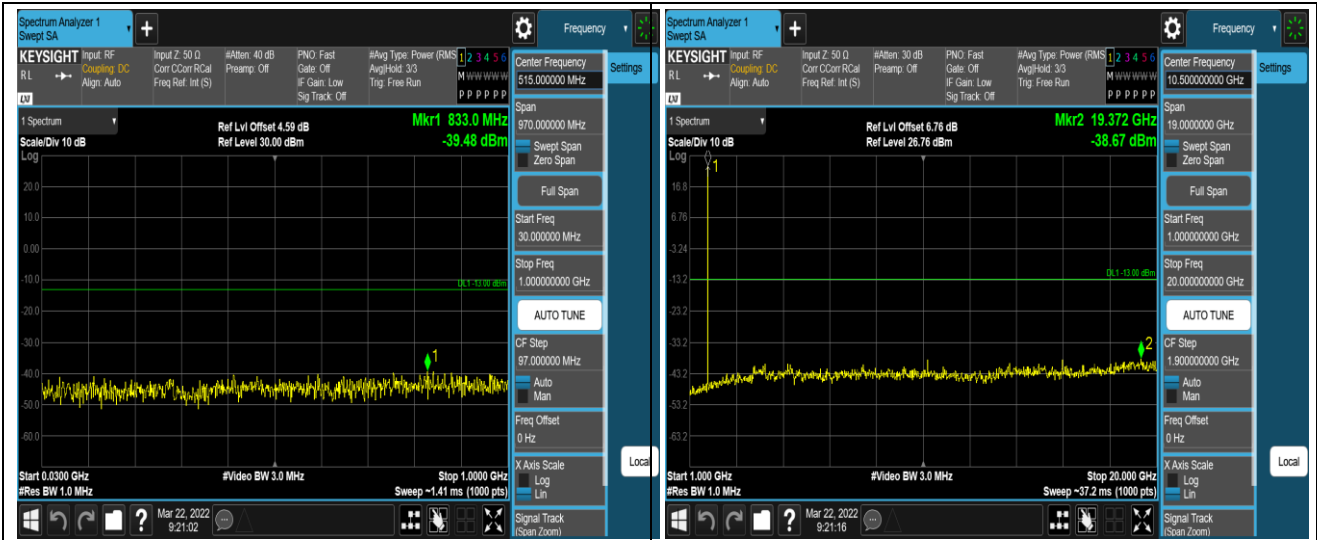 Spectrum Analyzer 1
Swept SA
+
Frequency
KEYSIGHT
RL
LXI
Input: RF
Coupling: DC
Align: Auto
Input Z: 50 Ω
Corr CCorr RCal
Freq Ref: Int (S)
#Atten: 40 dB
Preamp: Off
PNO: Fast
Gate: Off
IF Gain: Low
Sig Track: Off
#Avg Type: Power (RMS
Avg|Hold: 3/3
Trig: Free Run
1 2 3 4 5 6
M W W W W W
P P P P P P
1 Spectrum
Scale/Div 10 dB
Log
Ref Lvl Offset 4.59 dB
Ref Level 30.00 dBm
Mkr1 833.0 MHz
-39.48 dBm
20.0
10.0
0.00
-10.0
DL1 -13.00 dBm
-20.0
-30.0
1
-40.0
-50.0
-60.0
Start 0.0300 GHz
#Res BW 1.0 MHz
#Video BW 3.0 MHz
Stop 1.0000 GHz
Sweep ~1.41 ms (1000 pts)
?
Mar 22, 2022
9:21:02
Center Frequency
515.000000 MHz
Settings
Span
970.000000 MHz
Swept Span
Zero Span
Full Span
Start Freq
30.000000 MHz
Stop Freq
1.000000000 GHz
AUTO TUNE
CF Step
97.000000 MHz
Auto
Man
Freq Offset
0 Hz
X Axis Scale
Log
Lin
Local
Signal Track
(Span Zoom)
Spectrum Analyzer 1
Swept SA
+
Frequency
KEYSIGHT
RL
LXI
Input: RF
Coupling: DC
Align: Auto
Input Z: 50 Ω
Corr CCorr RCal
Freq Ref: Int (S)
#Atten: 30 dB
Preamp: Off
PNO: Fast
Gate: Off
IF Gain: Low
Sig Track: Off
#Avg Type: Power (RMS
Avg|Hold: 3/3
Trig: Free Run
1 2 3 4 5 6
M W W W W W
P P P P P P
1 Spectrum
Scale/Div 10 dB
Log
Ref Lvl Offset 6.76 dB
Ref Level 26.76 dBm
Mkr2 19.372 GHz
-38.67 dBm
1
16.8
6.76
-3.24
-13.2
DL1 -13.00 dBm
-23.2
-33.2
2
-43.2
-53.2
-63.2
Start 1.000 GHz
#Res BW 1.0 MHz
#Video BW 3.0 MHz
Stop 20.000 GHz
Sweep ~37.2 ms (1000 pts)
?
Mar 22, 2022
9:21:16
Center Frequency
10.500000000 GHz
Settings
Span
19.0000000 GHz
Swept Span
Zero Span
Full Span
Start Freq
1.000000000 GHz
Stop Freq
20.000000000 GHz
AUTO TUNE
CF Step
1.900000000 GHz
Auto
Man
Freq Offset
0 Hz
X Axis Scale
Log
Lin
Local
Signal Track
(Span Zoom)